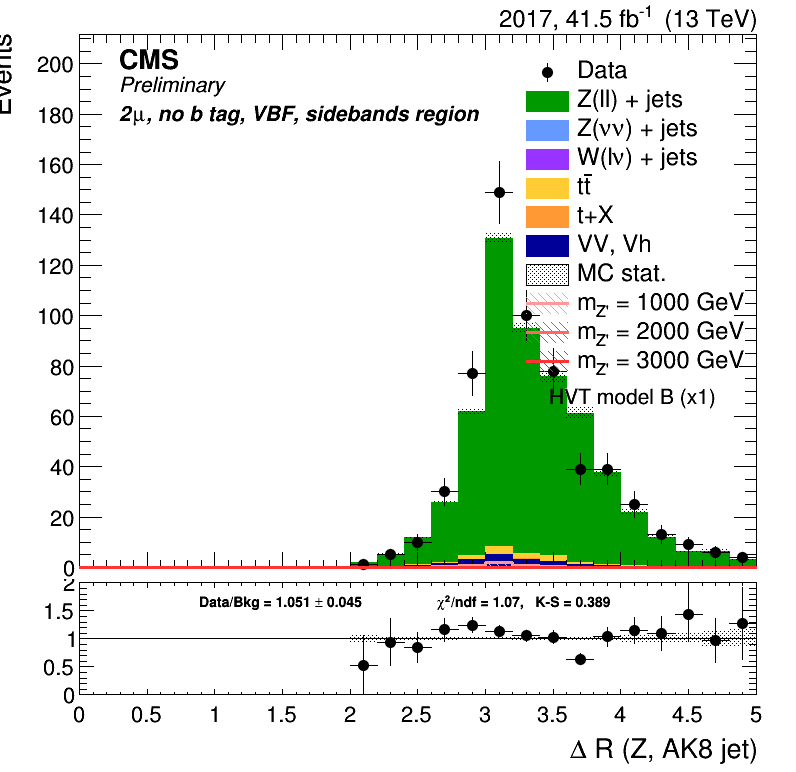 2017, 41.5 fb-1 (13 TeV)
Events
CMS
Preliminary
2μ, no b tag, VBF, sidebands region
Data
Z(ll) + jets
Z(νν) + jets
W(lν) + jets
tt̄
t+X
VV, Vh
MC stat.
mZ' = 1000 GeV
mZ' = 2000 GeV
mZ' = 3000 GeV
HVT model B (x1)
200
180
160
140
120
100
80
60
40
20
0
Data/Bkg = 1.051 ± 0.045 χ²/ndf = 1.07, K-S = 0.389
2
1.5
1
0.5
0
0 0.5 1 1.5 2 2.5 3 3.5 4 4.5 5
Δ R (Z, AK8 jet)